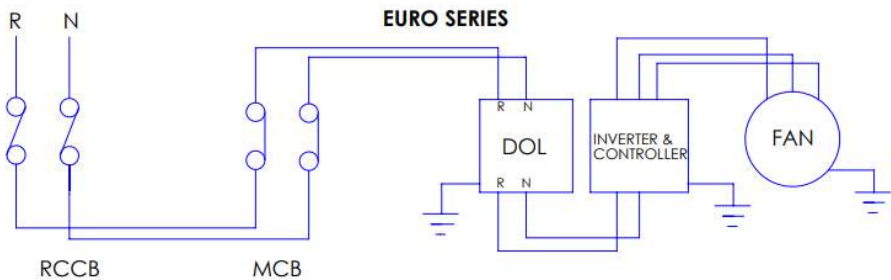 EURO SERIES
R N
R N
DOL
R N
INVERTER &
CONTROLLER
FAN
RCCB MCB